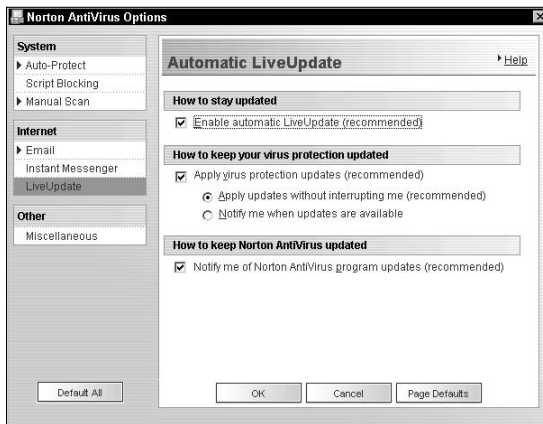 Norton AntiVirus Options
System
Auto-Protect
Script Blocking
Manual Scan
Internet
Email
Instant Messenger
LiveUpdate
Other
Miscellaneous
Default All
Automatic LiveUpdate
Help
How to stay updated
Enable automatic LiveUpdate (recommended)
How to keep your virus protection updated
Apply virus protection updates (recommended)
Apply updates without interrupting me (recommended)
Notify me when updates are available
How to keep Norton AntiVirus updated
Notify me of Norton AntiVirus program updates (recommended)
OK
Cancel
Page Defaults